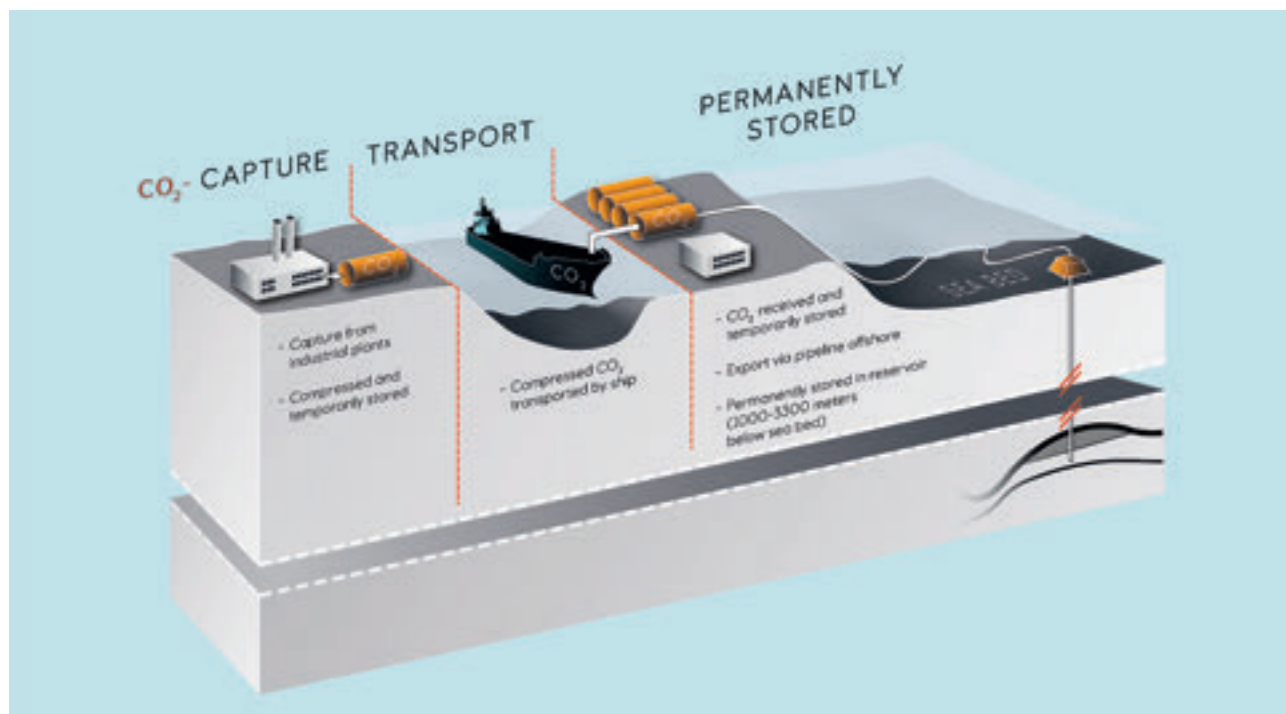 CO₂- CAPTURE
TRANSPORT
PERMANENTLY
STORED
CO₂
CO₂
CO₂
SEA BED
- Capture from
industrial plants
- Compressed and
temporarily stored
- Compressed CO₂
transported by ship
- CO₂ received and
temporarily stored
- Export via pipeline offshore
- Permanently stored in reservoir
(1000-3300 meters
below sea bed)